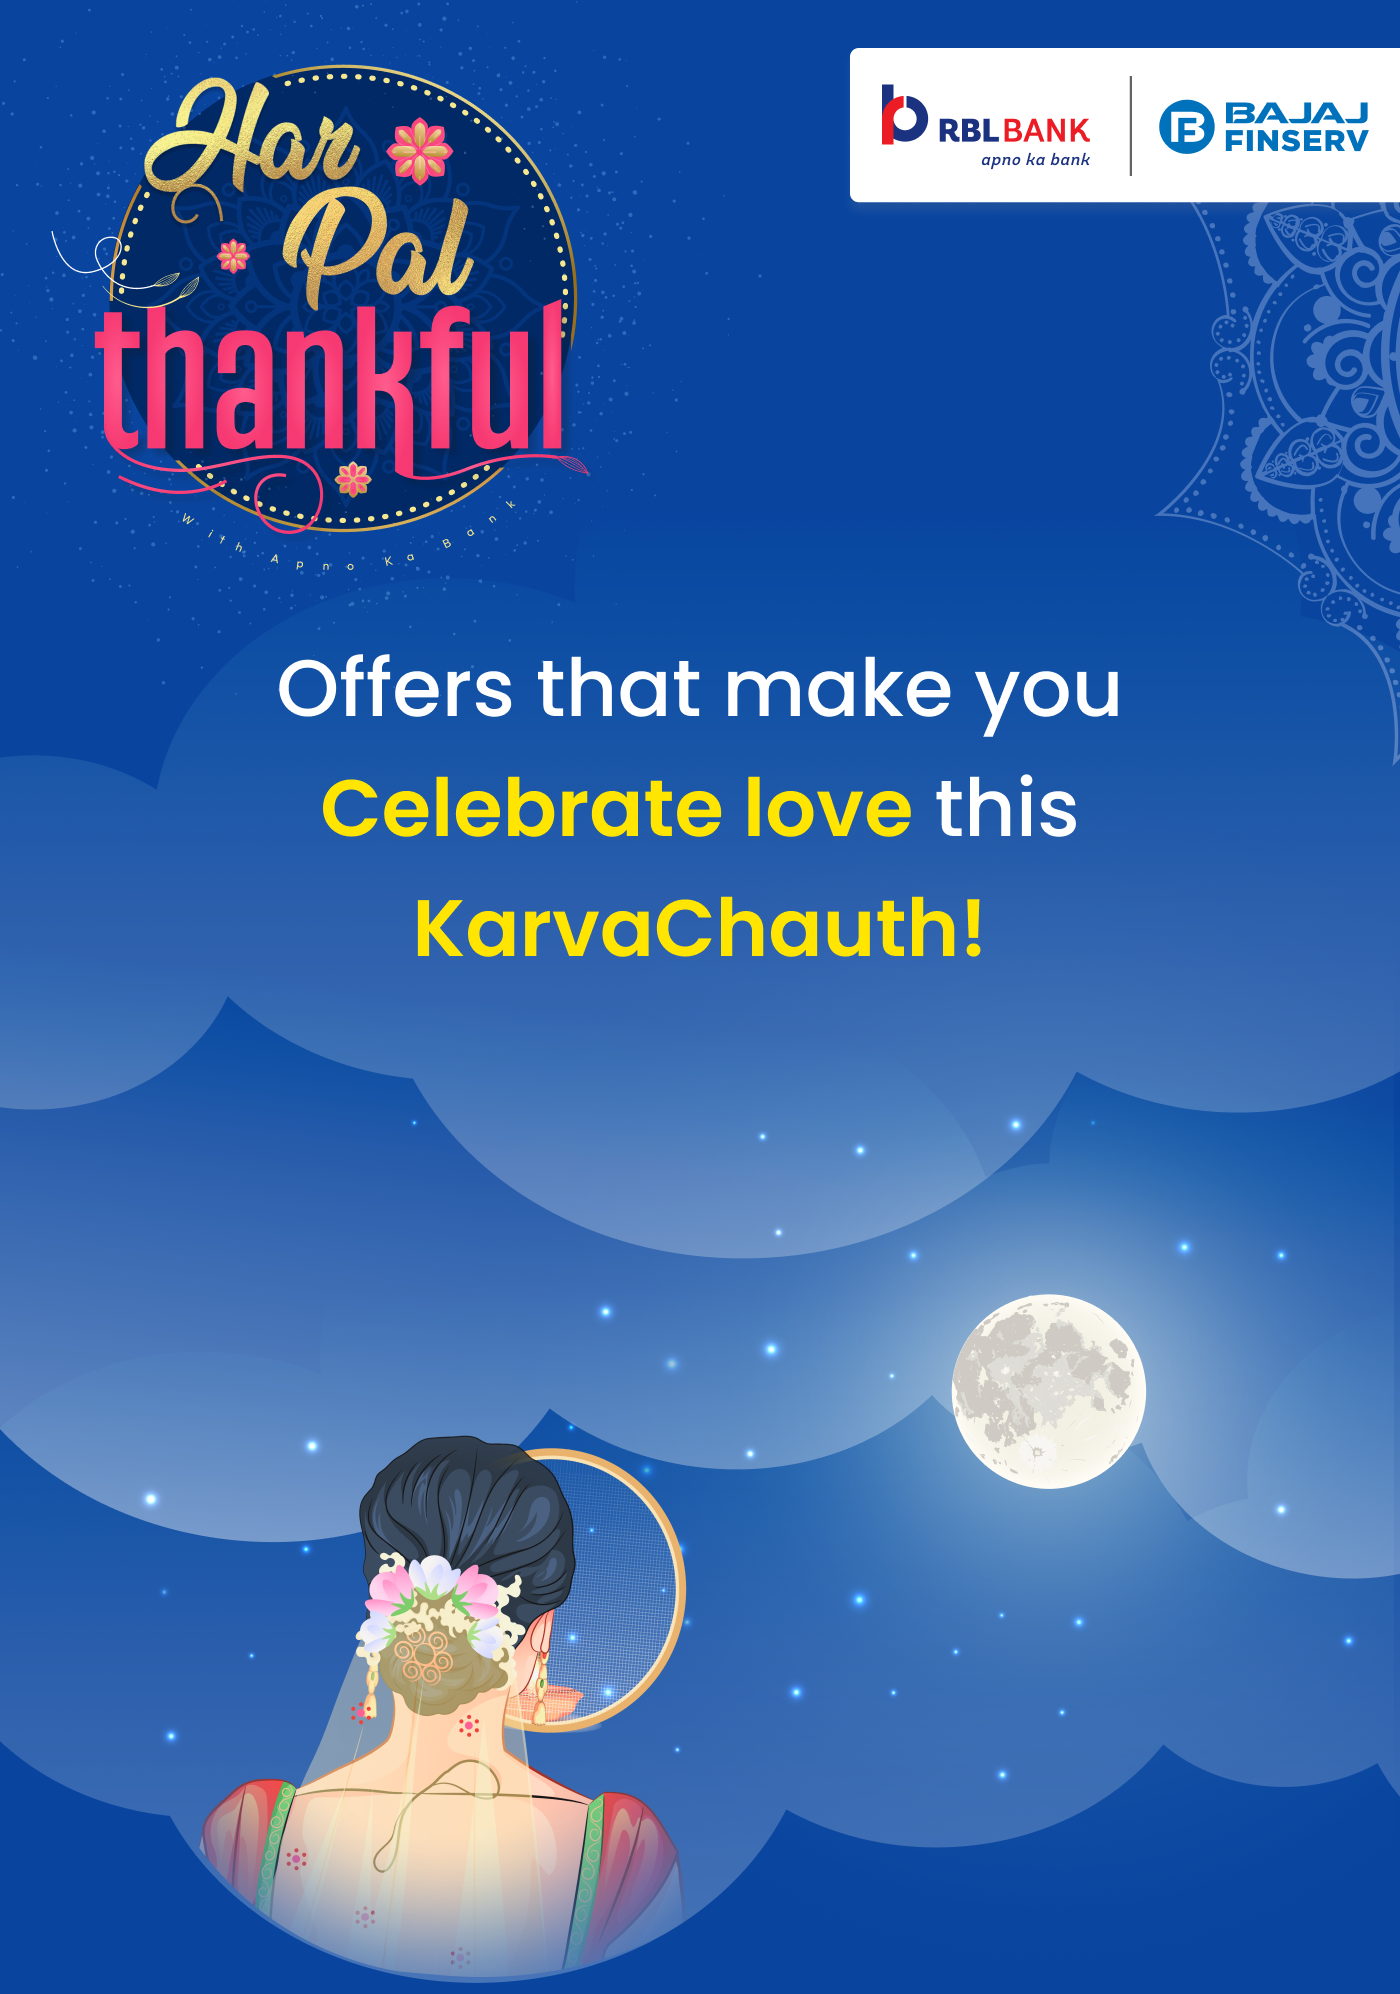 Har
Pal
thankful
With Apno Ka Bank
RBL BANK
apno ka bank
BAJAJ
FINSERV
Offers that make you
Celebrate love this
KarvaChauth!